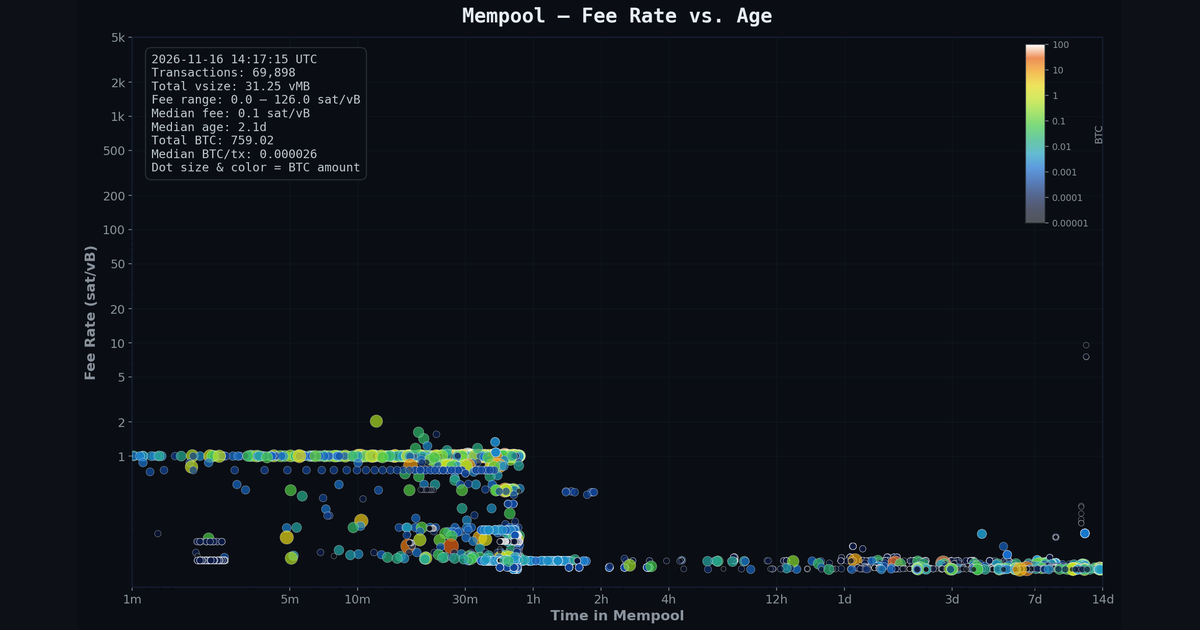 Mempool — Fee Rate vs. Age
2026-11-16 14:17:15 UTC
Transactions: 69,898
Total vsize: 31.25 vMB
Fee range: 0.0 – 126.0 sat/vB
Median fee: 0.1 sat/vB
Median age: 2.1d
Total BTC: 759.02
Median BTC/tx: 0.000026
Dot size & color = BTC amount
100
10
1
0.1
0.01
0.001
0.0001
0.00001
BTC
Fee Rate (sat/vB)
5k
2k
1k
500
200
100
50
20
10
5
2
1
1m 5m 10m 30m 1h 2h 4h 12h 1d 3d 7d 14d
Time in Mempool